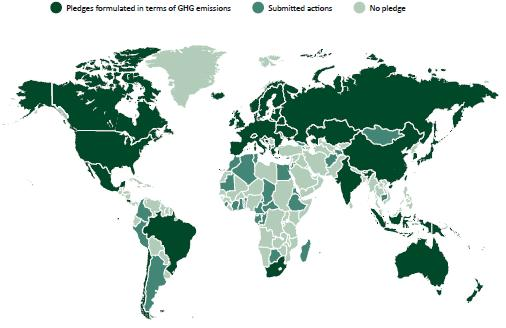 Pledges formulated in terms of GHG emissions Submitted actions No pledge